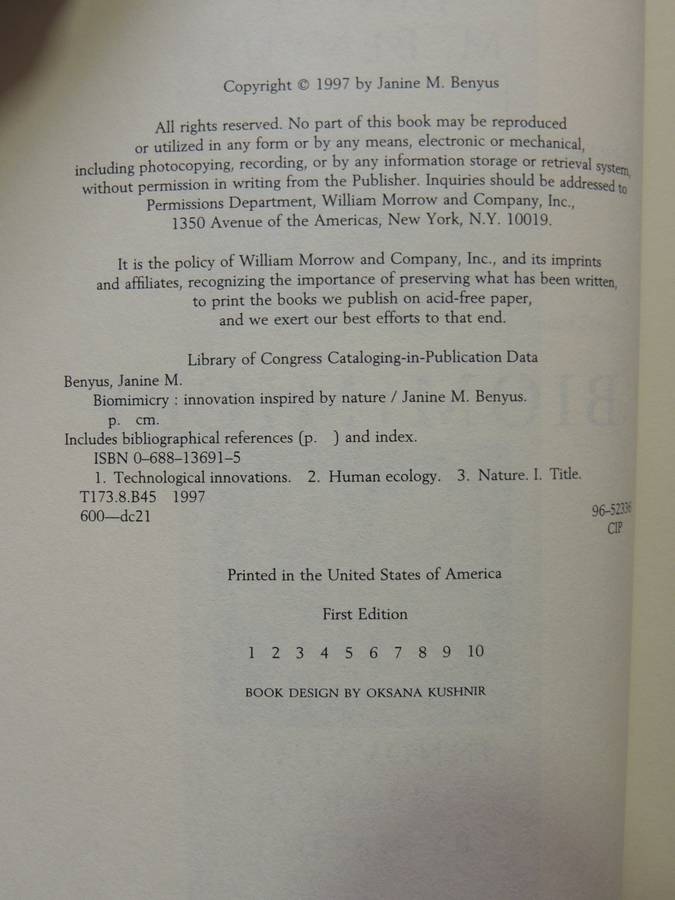 Copyright © 1997 by Janine M. Benyus
All rights reserved. No part of this book may be reproduced
or utilized in any form or by any means, electronic or mechanical,
including photocopying, recording, or by any information storage or retrieval system,
without permission in writing from the Publisher. Inquiries should be addressed to
Permissions Department, William Morrow and Company, Inc.,
1350 Avenue of the Americas, New York, N.Y. 10019.
It is the policy of William Morrow and Company, Inc., and its imprints
and affiliates, recognizing the importance of preserving what has been written,
to print the books we publish on acid-free paper,
and we exert our best efforts to that end.
Library of Congress Cataloging-in-Publication Data
Benyus, Janine M.
Biomimicry : innovation inspired by nature / Janine M. Benyus.
p. cm.
Includes bibliographical references (p. ) and index.
ISBN 0–688–13691–5
1. Technological innovations. 2. Human ecology. 3. Nature. I. Title.
T173.8.B45 1997
600—dc21
96–52336
CIP
Printed in the United States of America
First Edition
1 2 3 4 5 6 7 8 9 10
BOOK DESIGN BY OKSANA KUSHNIR